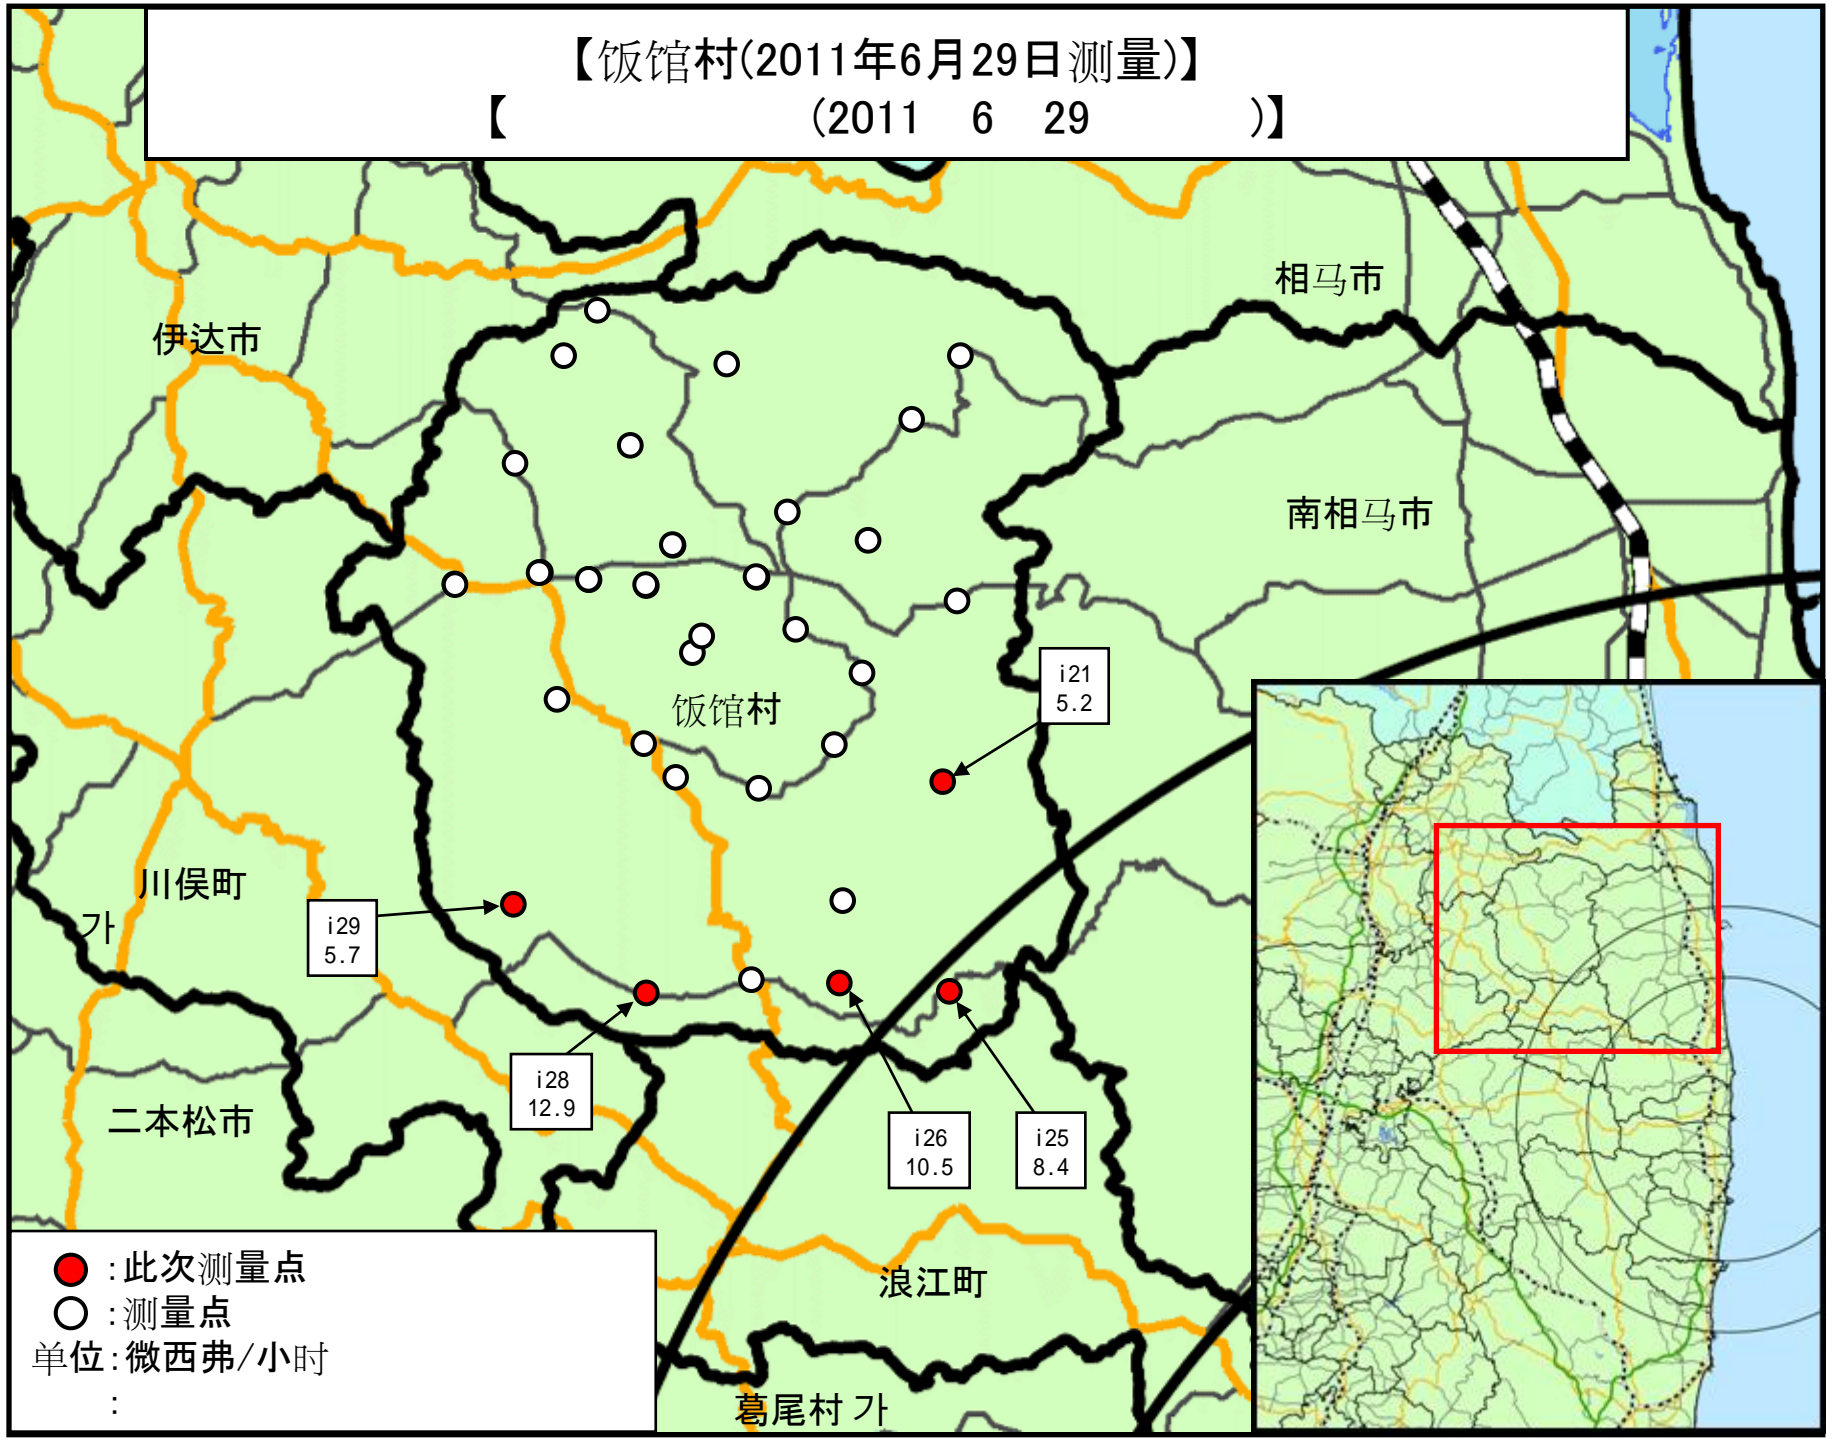 【饭馆村(2011年6月29日测量)】
【 (2011 6 29 )】
相马市
伊达市
南相马市
i21
5.2
饭馆村
川俣町
가
i29
5.7
i28
12.9
i26
10.5
i25
8.4
二本松市
浪江町
葛尾村 가
:此次测量点
:测量点
单位:微西弗/小时
: